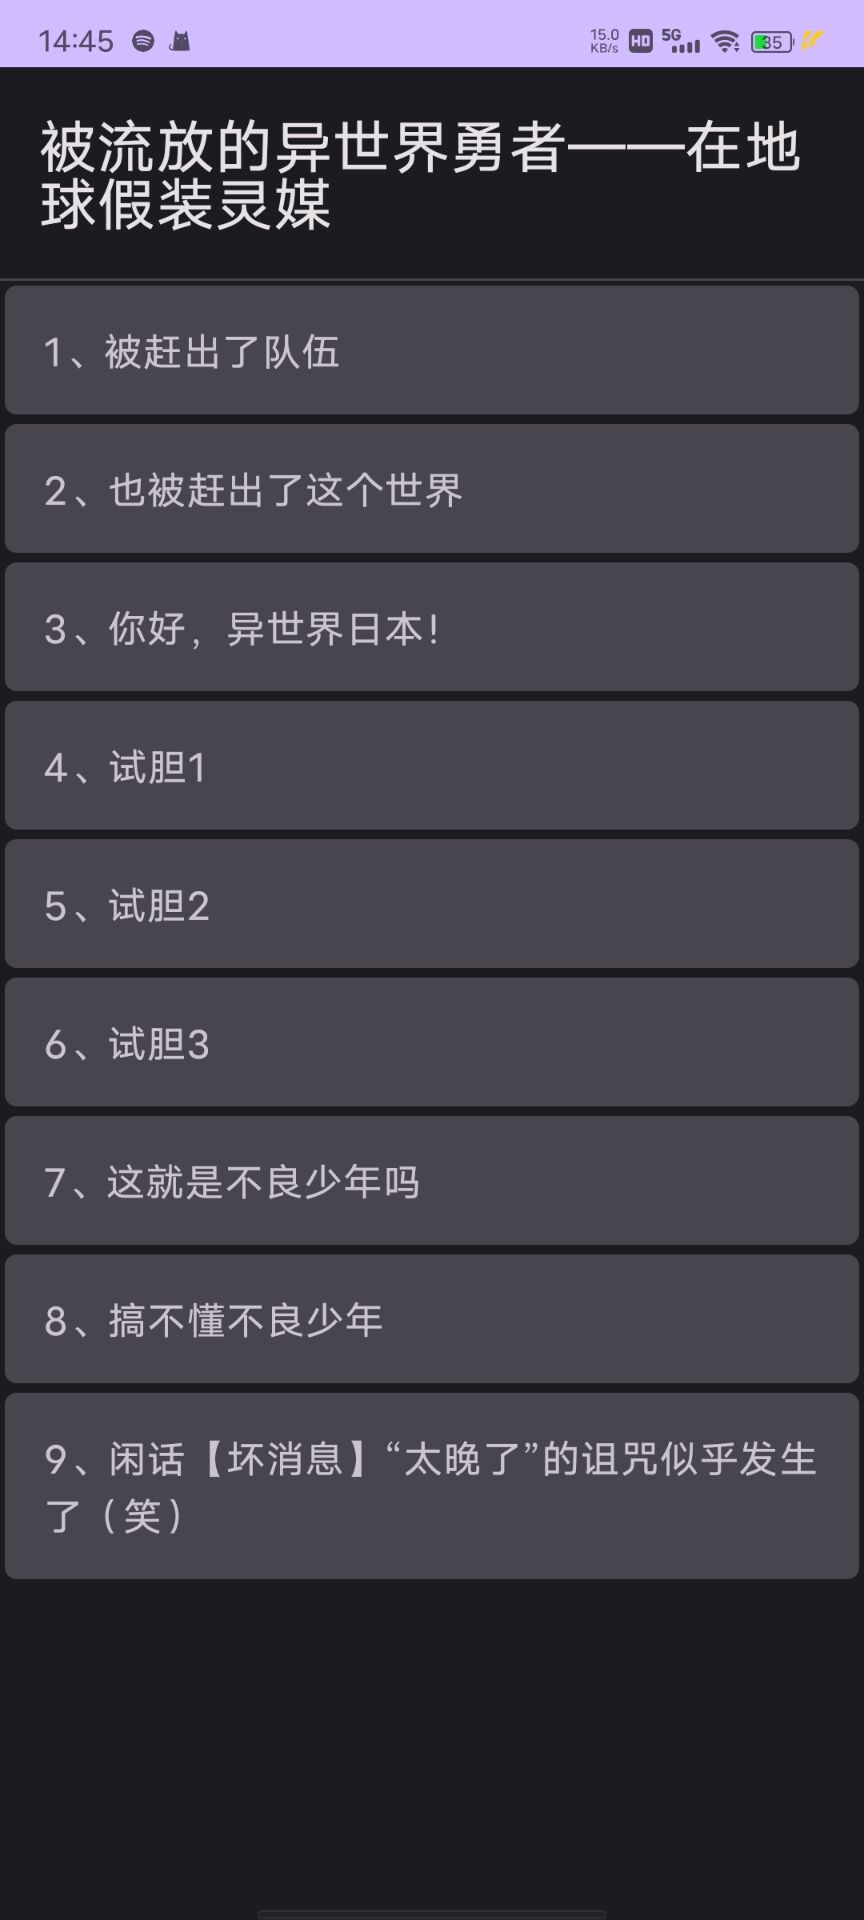 14:45 15.0 KB/s HD 5G 35
被流放的异世界勇者——在地
球假装灵媒
1、被赶出了队伍
2、也被赶出了这个世界
3、你好，异世界日本！
4、试胆1
5、试胆2
6、试胆3
7、这就是不良少年吗
8、搞不懂不良少年
9、闲话【坏消息】“太晚了”的诅咒似乎发生
了（笑）